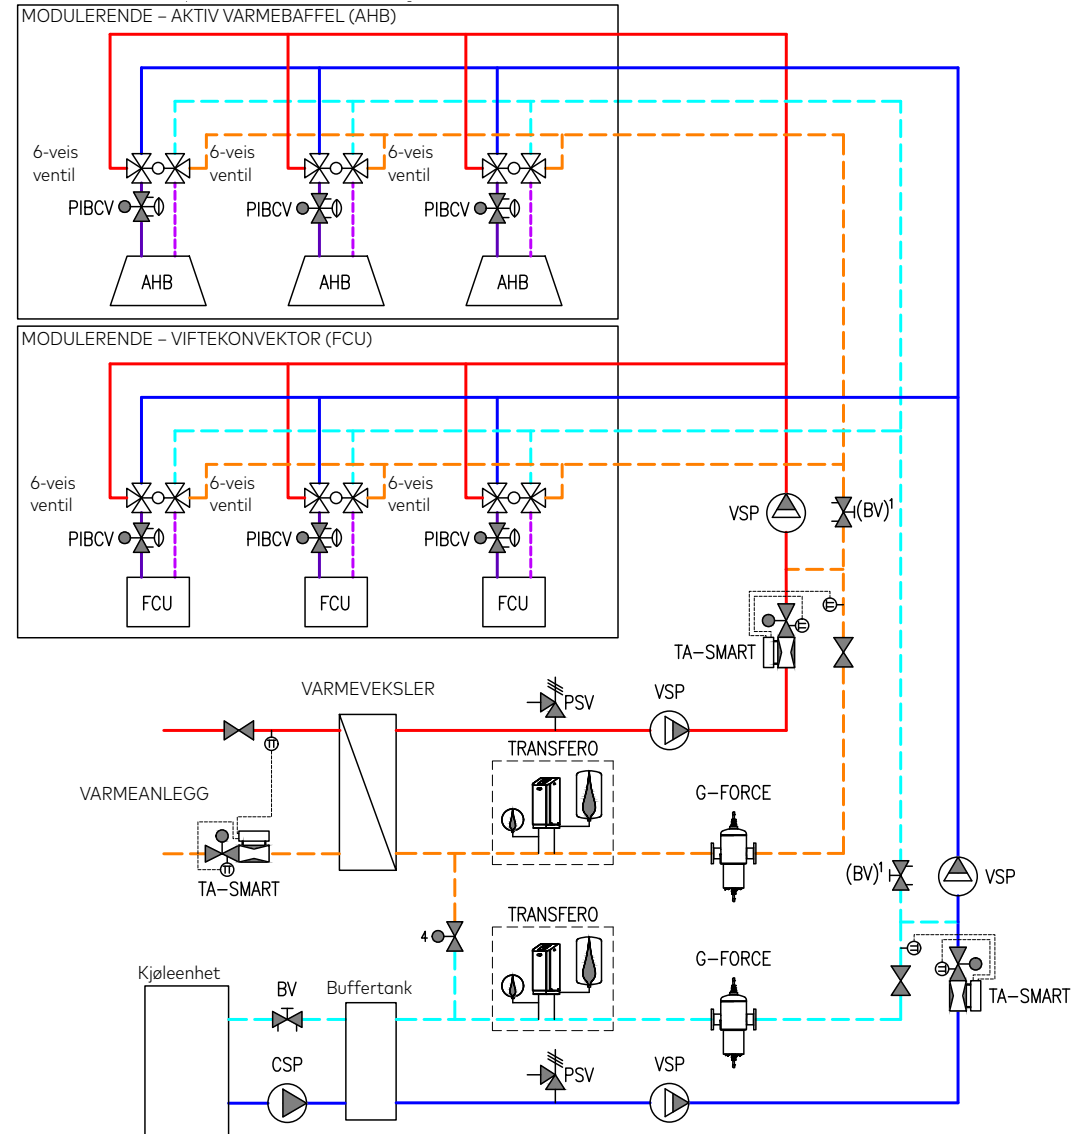 MODULERENDE – AKTIV VARMEBAFFEL (AHB)
6-veis
ventil
6-veis
ventil
6-veis
ventil
PIBCV
PIBCV
PIBCV
AHB
AHB
AHB
MODULERENDE – VIFTEKONVEKTOR (FCU)
6-veis
ventil
6-veis
ventil
6-veis
ventil
PIBCV
PIBCV
PIBCV
FCU
FCU
FCU
VSP
(BV)¹
TA-SMART
VARMEVEKSLER
PSV
VSP
TRANSFERO
G-FORCE
VARMEANLEGG
TA-SMART
(BV)¹
VSP
TRANSFERO
4
G-FORCE
Kjøleenhet
BV
Buffertank
TA-SMART
CSP
PSV
VSP